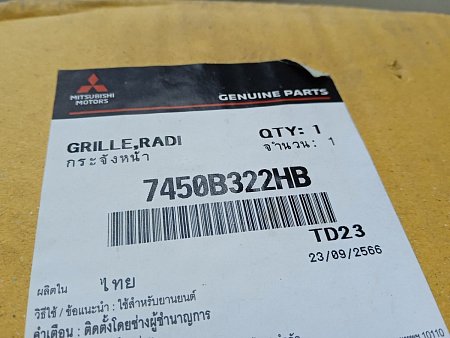 MITSUBISHI
MOTORS
GENUINE PARTS
GRILLE,RADI
QTY: 1
กระจังหน้า
จำนวน: 1
7450B322HB
TD23
23/09/2566
ผลิตใน ไทย
วิธีใช้ / ข้อแนะนำ : ใช้สำหรับยานยนต์
คำเตือน : ติดตั้งโดยช่างผู้ชำนาญการ
10110